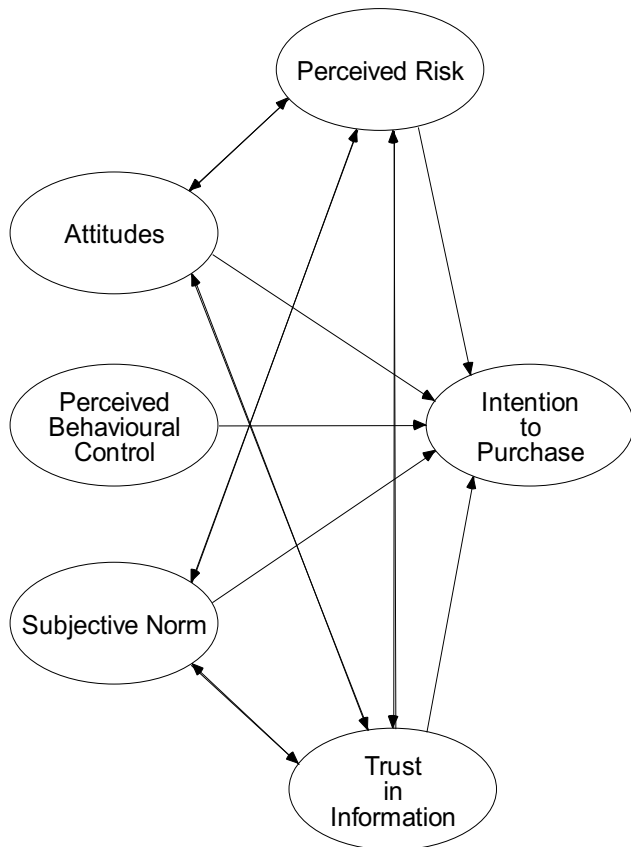 Perceived Risk
Attitudes
Perceived
Behavioural
Control
Intention
to
Purchase
Subjective Norm
Trust
in
Information